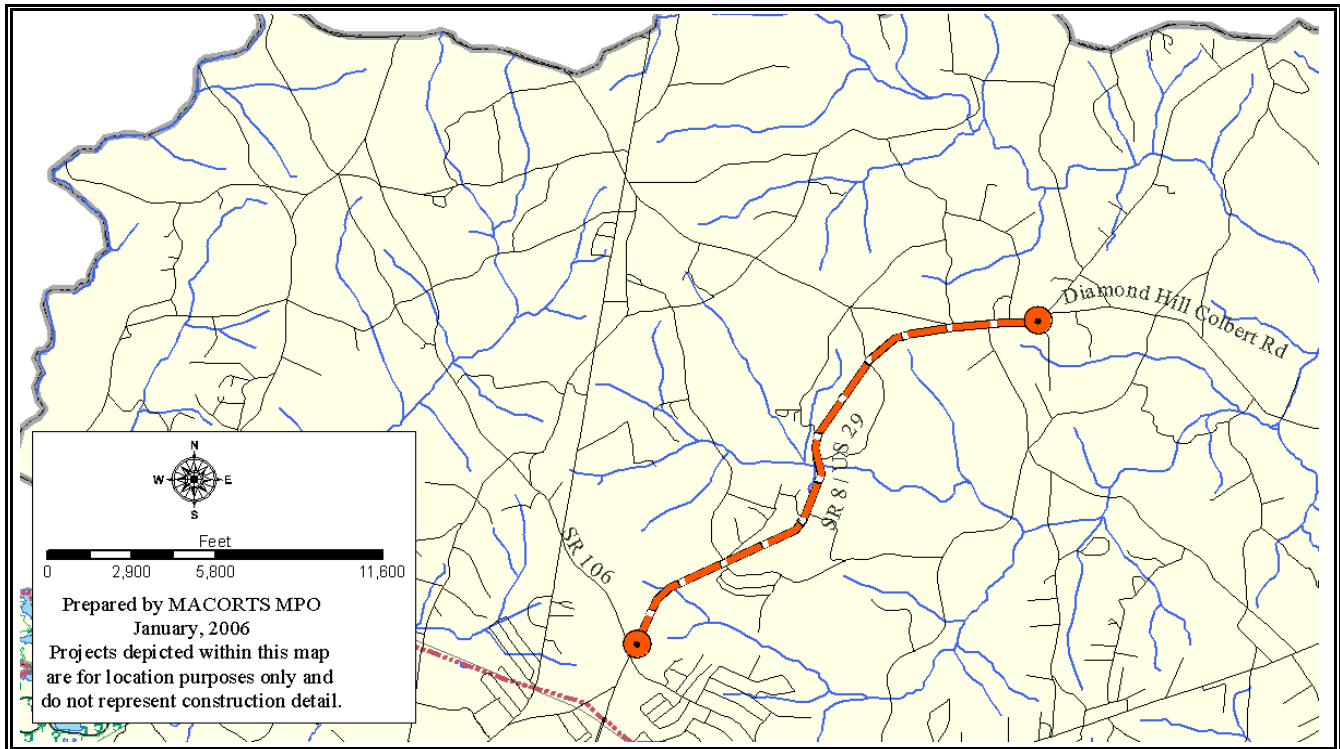 Diamond Hill Colbert Rd
SR 8 / US 29
SR 106
N
W E
S
Feet
0 2,900 5,800 11,600
Prepared by MACORTS MPO
January, 2006
Projects depicted within this map
are for location purposes only and
do not represent construction detail.